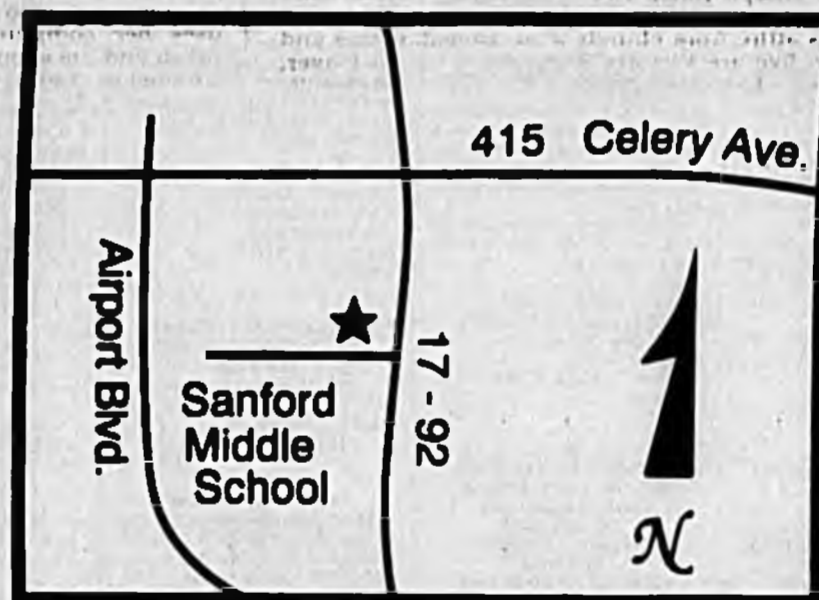 415 Celery Ave.
Airport Blvd.
17 - 92
Sanford
Middle
School
N